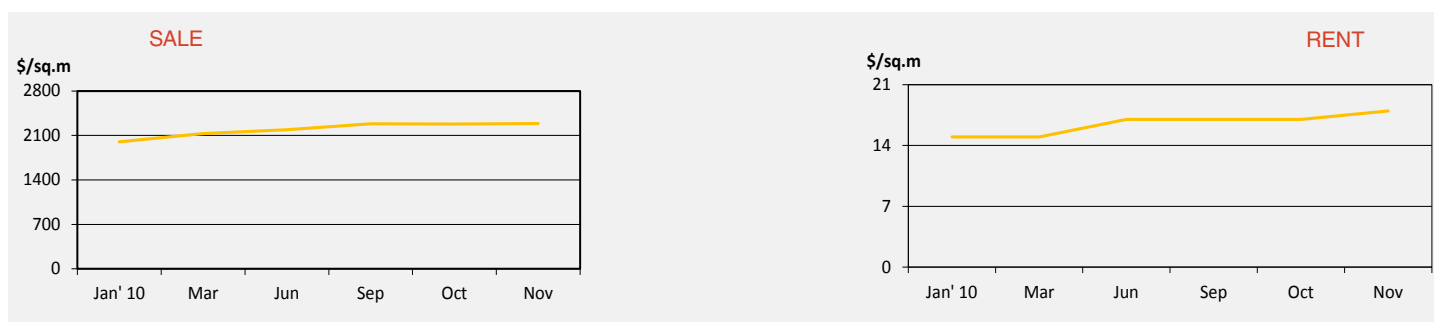 SALE
$/sq.m
2800
2100
1400
700
0
Jan' 10 Mar Jun Sep Oct Nov
RENT
$/sq.m
21
14
7
0
Jan' 10 Mar Jun Sep Oct Nov